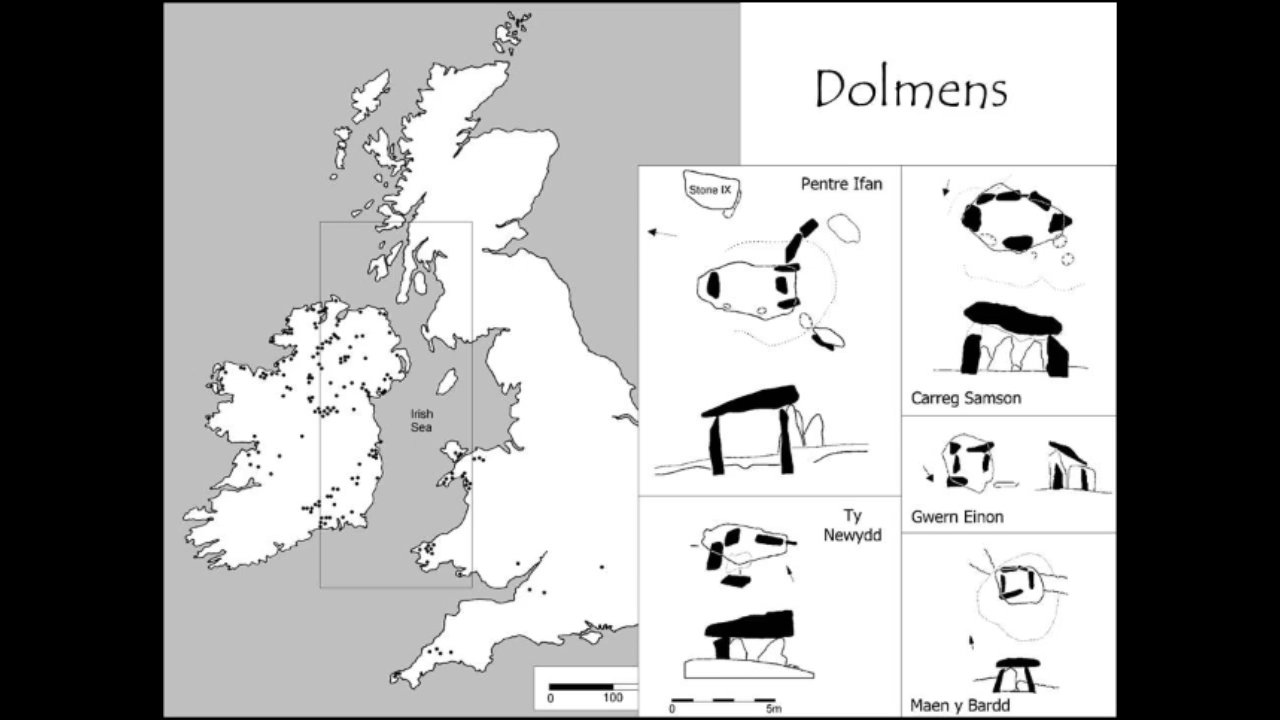 Dolmens
Stone IX
Pentre Ifan
Carreg Samson
Irish
Sea
Gwern Einon
Ty
Newydd
Maen y Bardd
0
100
0
5m